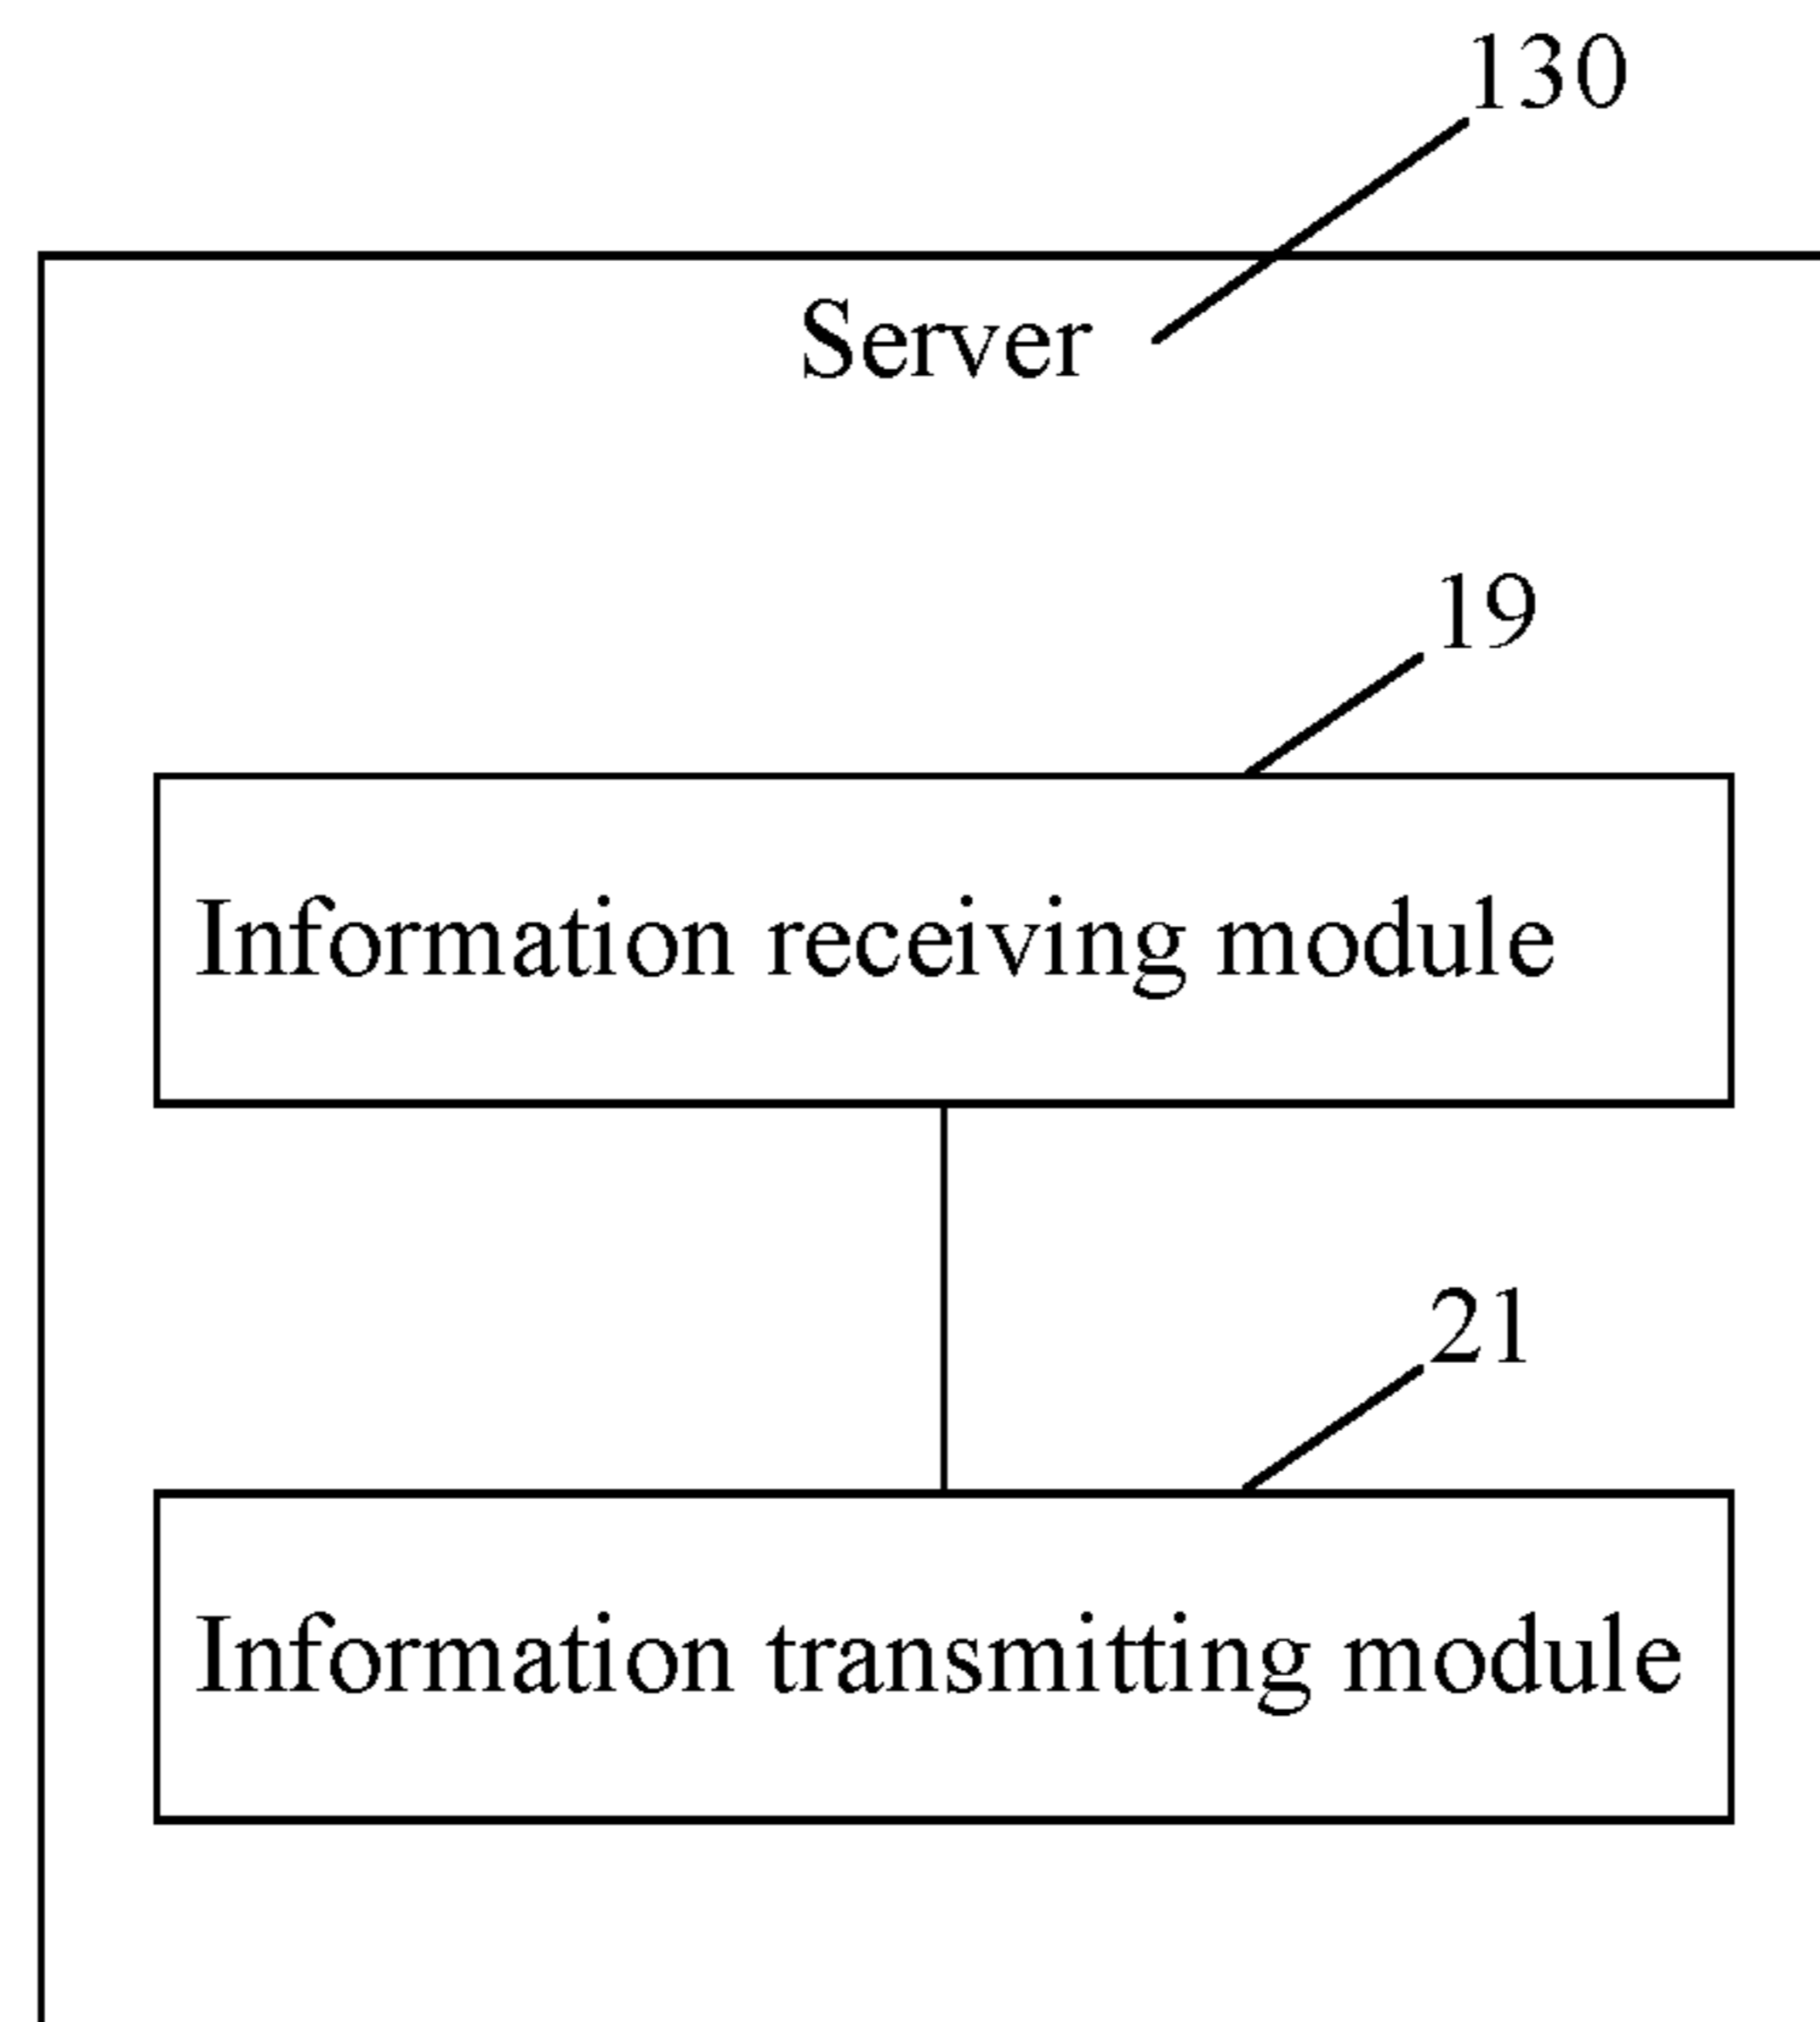 130
Server
19
Information receiving module
21
Information transmitting module